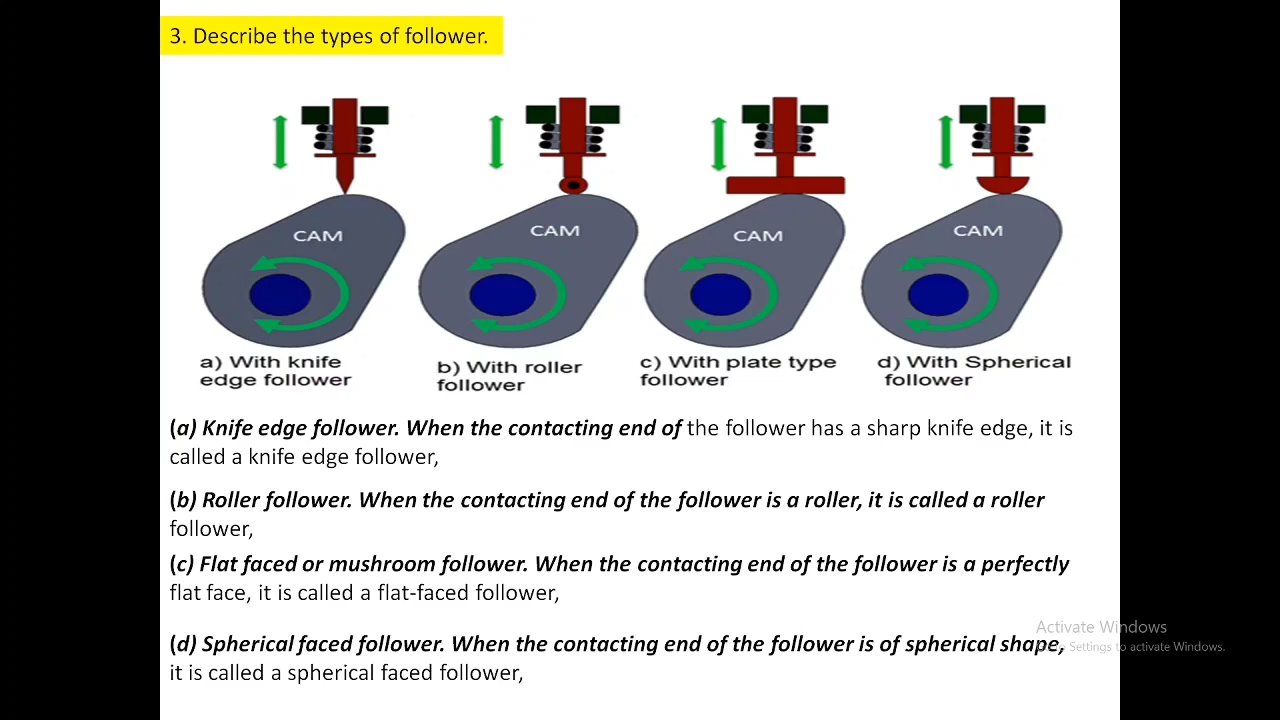 3. Describe the types of follower.
CAM
CAM
CAM
CAM
a) With knife
edge follower
b) With roller
follower
c) With plate type
follower
d) With Spherical
follower
(a) Knife edge follower. When the contacting end of the follower has a sharp knife edge, it is
called a knife edge follower,
(b) Roller follower. When the contacting end of the follower is a roller, it is called a roller
follower,
(c) Flat faced or mushroom follower. When the contacting end of the follower is a perfectly
flat face, it is called a flat-faced follower,
(d) Spherical faced follower. When the contacting end of the follower is of spherical shape,
it is called a spherical faced follower,
Activate Windows
Settings to activate Windows.